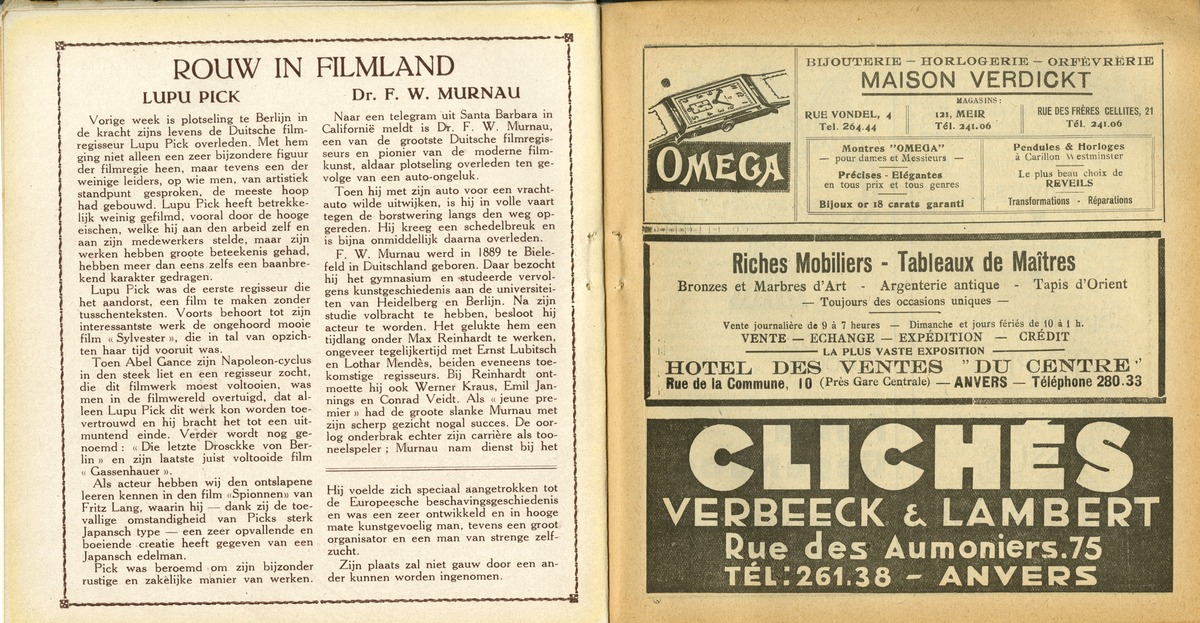 ROUW IN FILMLAND
LUPU PICK
Vorige week is plotseling te Berlijn in
de kracht zijns levens de Duitsche film-
regisseur Lupu Pick overleden. Met hem
ging niet alleen een zeer bijzondere figuur
der filmregie heen, maar tevens een der
weinige leiders, op wie men, van artistiek
standpunt gesproken, de meeste hoop
had gebouwd. Lupu Pick heeft betrekke-
lijk weinig gefilmd, vooral door de hooge
eischen, welke hij aan den arbeid zelf en
aan zijn medewerkers stelde, maar zijn
werken hebben groote beteekenis gehad,
hebben meer dan eens zelfs een baanbre-
kend karakter gedragen.
Lupu Pick was de eerste regisseur die
het aandorst, een film te maken zonder
tusschenteksten. Voorts behoort tot zijn
interessantste werk de ongehoord mooie
film « Sylvester », die in tal van opzich-
ten haar tijd vooruit was.
Toen Abel Gance zijn Napoleon-cyclus
in den steek liet en een regisseur zocht,
die dit filmwerk moest voltooien, was
men in de filmwereld overtuigd, dat al-
leen Lupu Pick dit werk kon worden toe-
vertrouwd en hij bracht het tot een uit-
muntend einde. Verder wordt nog ge-
noemd : « Die letzte Drosckke von Ber-
lin » en zijn laatste juist voltooide film
« Gassenhauer ».
Als acteur hebben wij den ontslapene
leeren kennen in den film «Spionnen» van
Fritz Lang, waarin hij — dank zij de toe-
vallige omstandigheid van Picks sterk
Japansch type — een zeer opvallende en
boeiende creatie heeft gegeven van een
Japansch edelman.
Pick was beroemd om zijn bijzonder
rustige en zakelijke manier van werken.
Dr. F. W. MURNAU
Naar een telegram uit Santa Barbara in
Californië meldt is Dr. F. W. Murnau,
een van de grootste Duitsche filmregis-
seurs en pionier van de moderne film-
kunst, aldaar plotseling overleden ten ge-
volge van een auto-ongeluk.
Toen hij met zijn auto voor een vracht-
auto wilde uitwijken, is hij in volle vaart
tegen de borstwering langs den weg op-
gereden. Hij kreeg een schedelbreuk en
is bijna onmiddellijk daarna overleden.
F. W. Murnau werd in 1889 te Biele-
feld in Duitschland geboren. Daar bezocht
hij het gymnasium en studeerde vervol-
gens kunstgeschiedenis aan de universitei-
ten van Heidelberg en Berlijn. Na zijn
studie volbracht te hebben, besloot hij
acteur te worden. Het gelukte hem een
tijdlang onder Max Reinhardt te werken,
ongeveer tegelijkertijd met Ernst Lubitsch
en Lothar Mendès, beiden eveneens toe-
komstige regisseurs. Bij Reinhardt ont-
moette hij ook Werner Kraus, Emil Jan-
nings en Conrad Veidt. Als « jeune pre-
mier » had de groote slanke Murnau met
zijn scherp gezicht nogal succes. De oor-
log onderbrak echter zijn carrière als too-
neelspeler ; Murnau nam dienst bij het
Hij voelde zich speciaal aangetrokken tot
de Europeesche beschavingsgeschiedenis
en was een zeer ontwikkeld en in hooge
mate kunstgevoelig man, tevens een groot
organisator en een man van strenge zelf-
zucht.
Zijn plaats zal niet gauw door een an-
der kunnen worden ingenomen.
OMEGA
BIJOUTERIE — HORLOGERIE — ORFÈVRERIE
MAISON VERDICKT
MAGASINS:
RUE VONDEL, 4
Tel. 264.44
121, MEIR
Tél. 241.06
RUE DES FRÈRES CELLITES, 21
Tél. 241.06
Montres "OMEGA"
— pour dames et Messieurs —
Précises - Elégantes
en tous prix et tous genres
Bijoux or 18 carats garanti
Pendules & Horloges
à Carillon Westminster
Le plus beau choix de
REVEILS
Transformations - Réparations
Riches Mobiliers - Tableaux de Maîtres
Bronzes et Marbres d'Art - Argenterie antique - Tapis d'Orient
— Toujours des occasions uniques —
Vente journalière de 9 à 7 heures — Dimanche et jours fériés de 10 à 1 h.
VENTE — ECHANGE — EXPÉDITION — CRÉDIT
LA PLUS VASTE EXPOSITION
HOTEL DES VENTES "DU CENTRE"
Rue de la Commune, 10 (Près Gare Centrale) — ANVERS — Téléphone 280.33
CLICHÉS
VERBEECK & LAMBERT
Rue des Aumoniers.75
TÉL: 261.38 - ANVERS